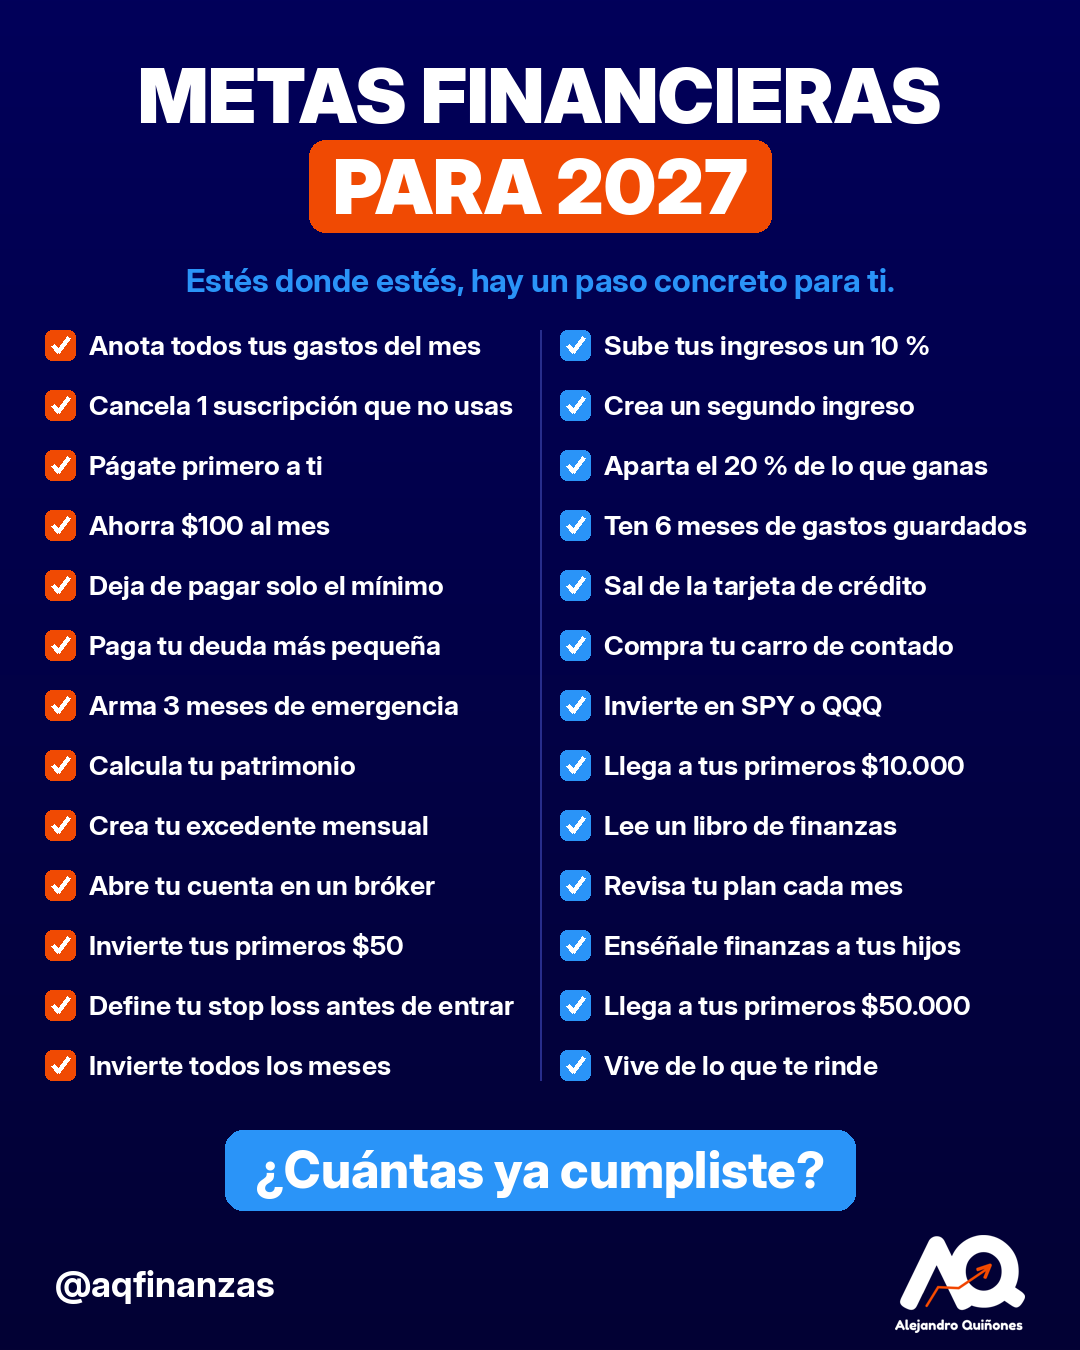 METAS FINANCIERAS
PARA 2027
Estés donde estés, hay un paso concreto para ti.
Anota todos tus gastos del mes
Cancela 1 suscripción que no usas
Págate primero a ti
Ahorra $100 al mes
Deja de pagar solo el mínimo
Paga tu deuda más pequeña
Arma 3 meses de emergencia
Calcula tu patrimonio
Crea tu excedente mensual
Abre tu cuenta en un bróker
Invierte tus primeros $50
Define tu stop loss antes de entrar
Invierte todos los meses
Sube tus ingresos un 10 %
Crea un segundo ingreso
Aparta el 20 % de lo que ganas
Ten 6 meses de gastos guardados
Sal de la tarjeta de crédito
Compra tu carro de contado
Invierte en SPY o QQQ
Llega a tus primeros $10.000
Lee un libro de finanzas
Revisa tu plan cada mes
Enséñale finanzas a tus hijos
Llega a tus primeros $50.000
Vive de lo que te rinde
¿Cuántas ya cumpliste?
@aqfinanzas
AQ
Alejandro Quiñones